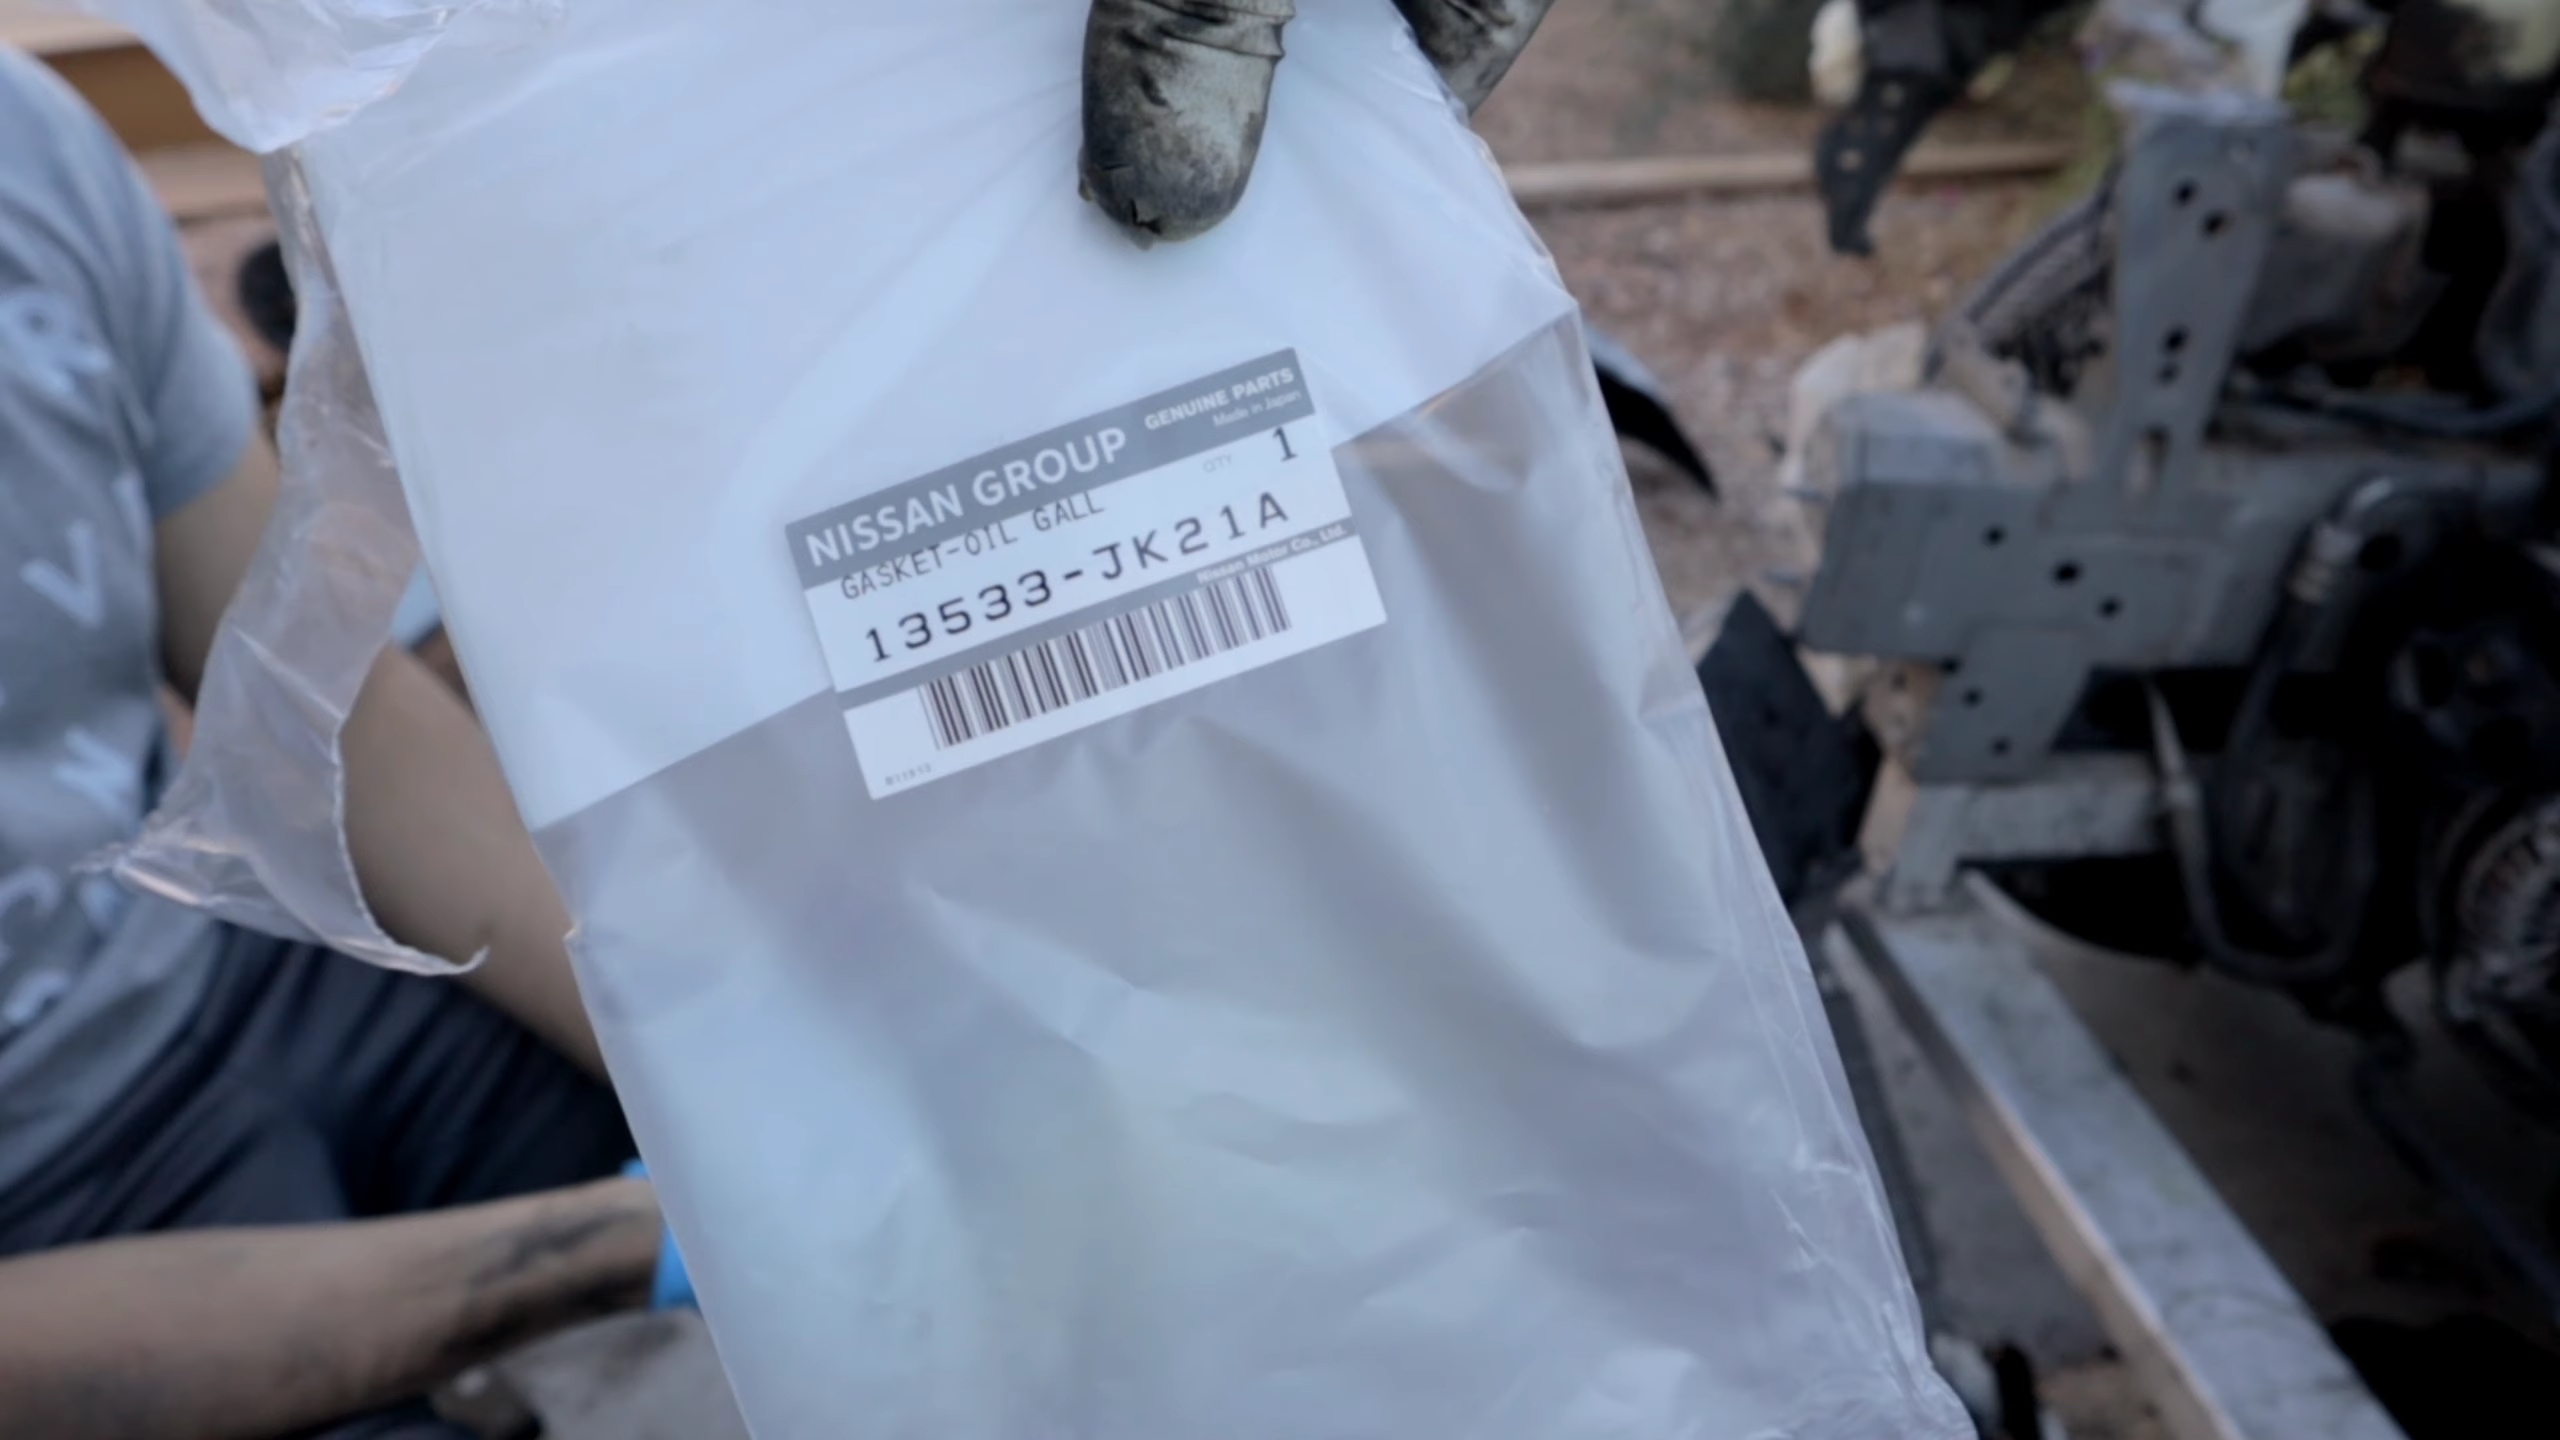 NISSAN GROUP
GENUINE PARTS
Made in Japan
QTY 1
GASKET-OIL GALL
13533-JK21A
Nissan Motor Co., Ltd.